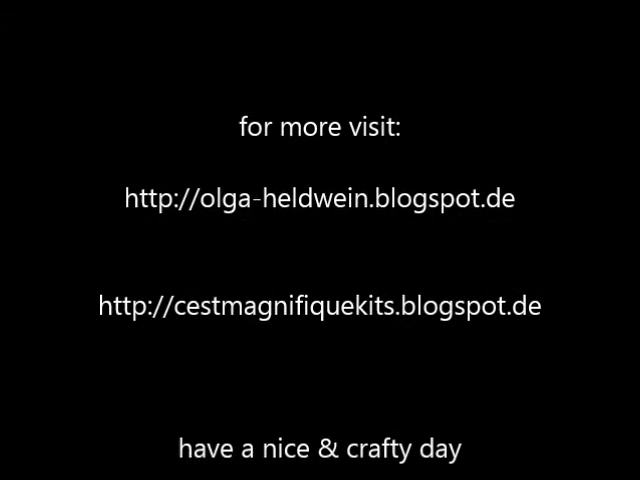 for more visit:
http://olga-heldwein.blogspot.de
http://cestmagnifiquekits.blogspot.de
have a nice & crafty day